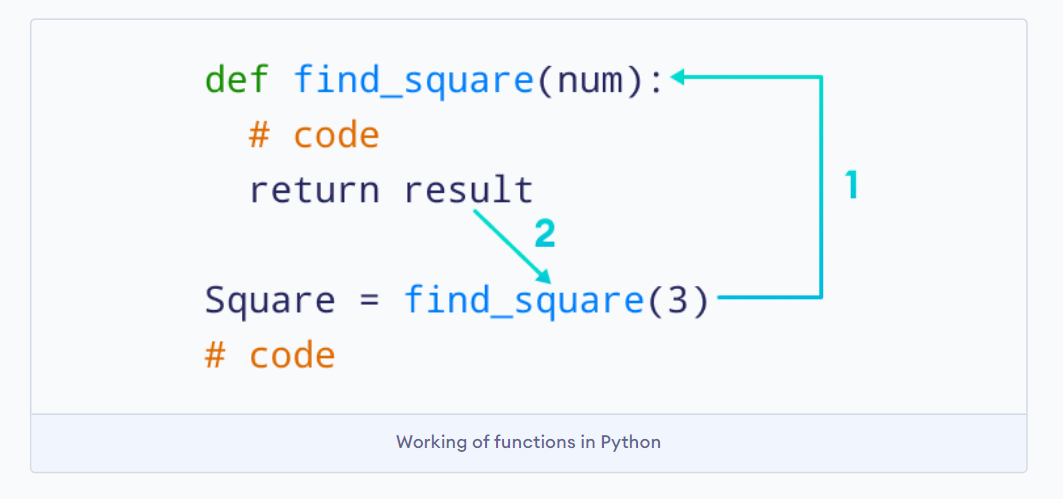 def find_square(num):
# code
return result
1
2
Square = find_square(3)
# code
Working of functions in Python